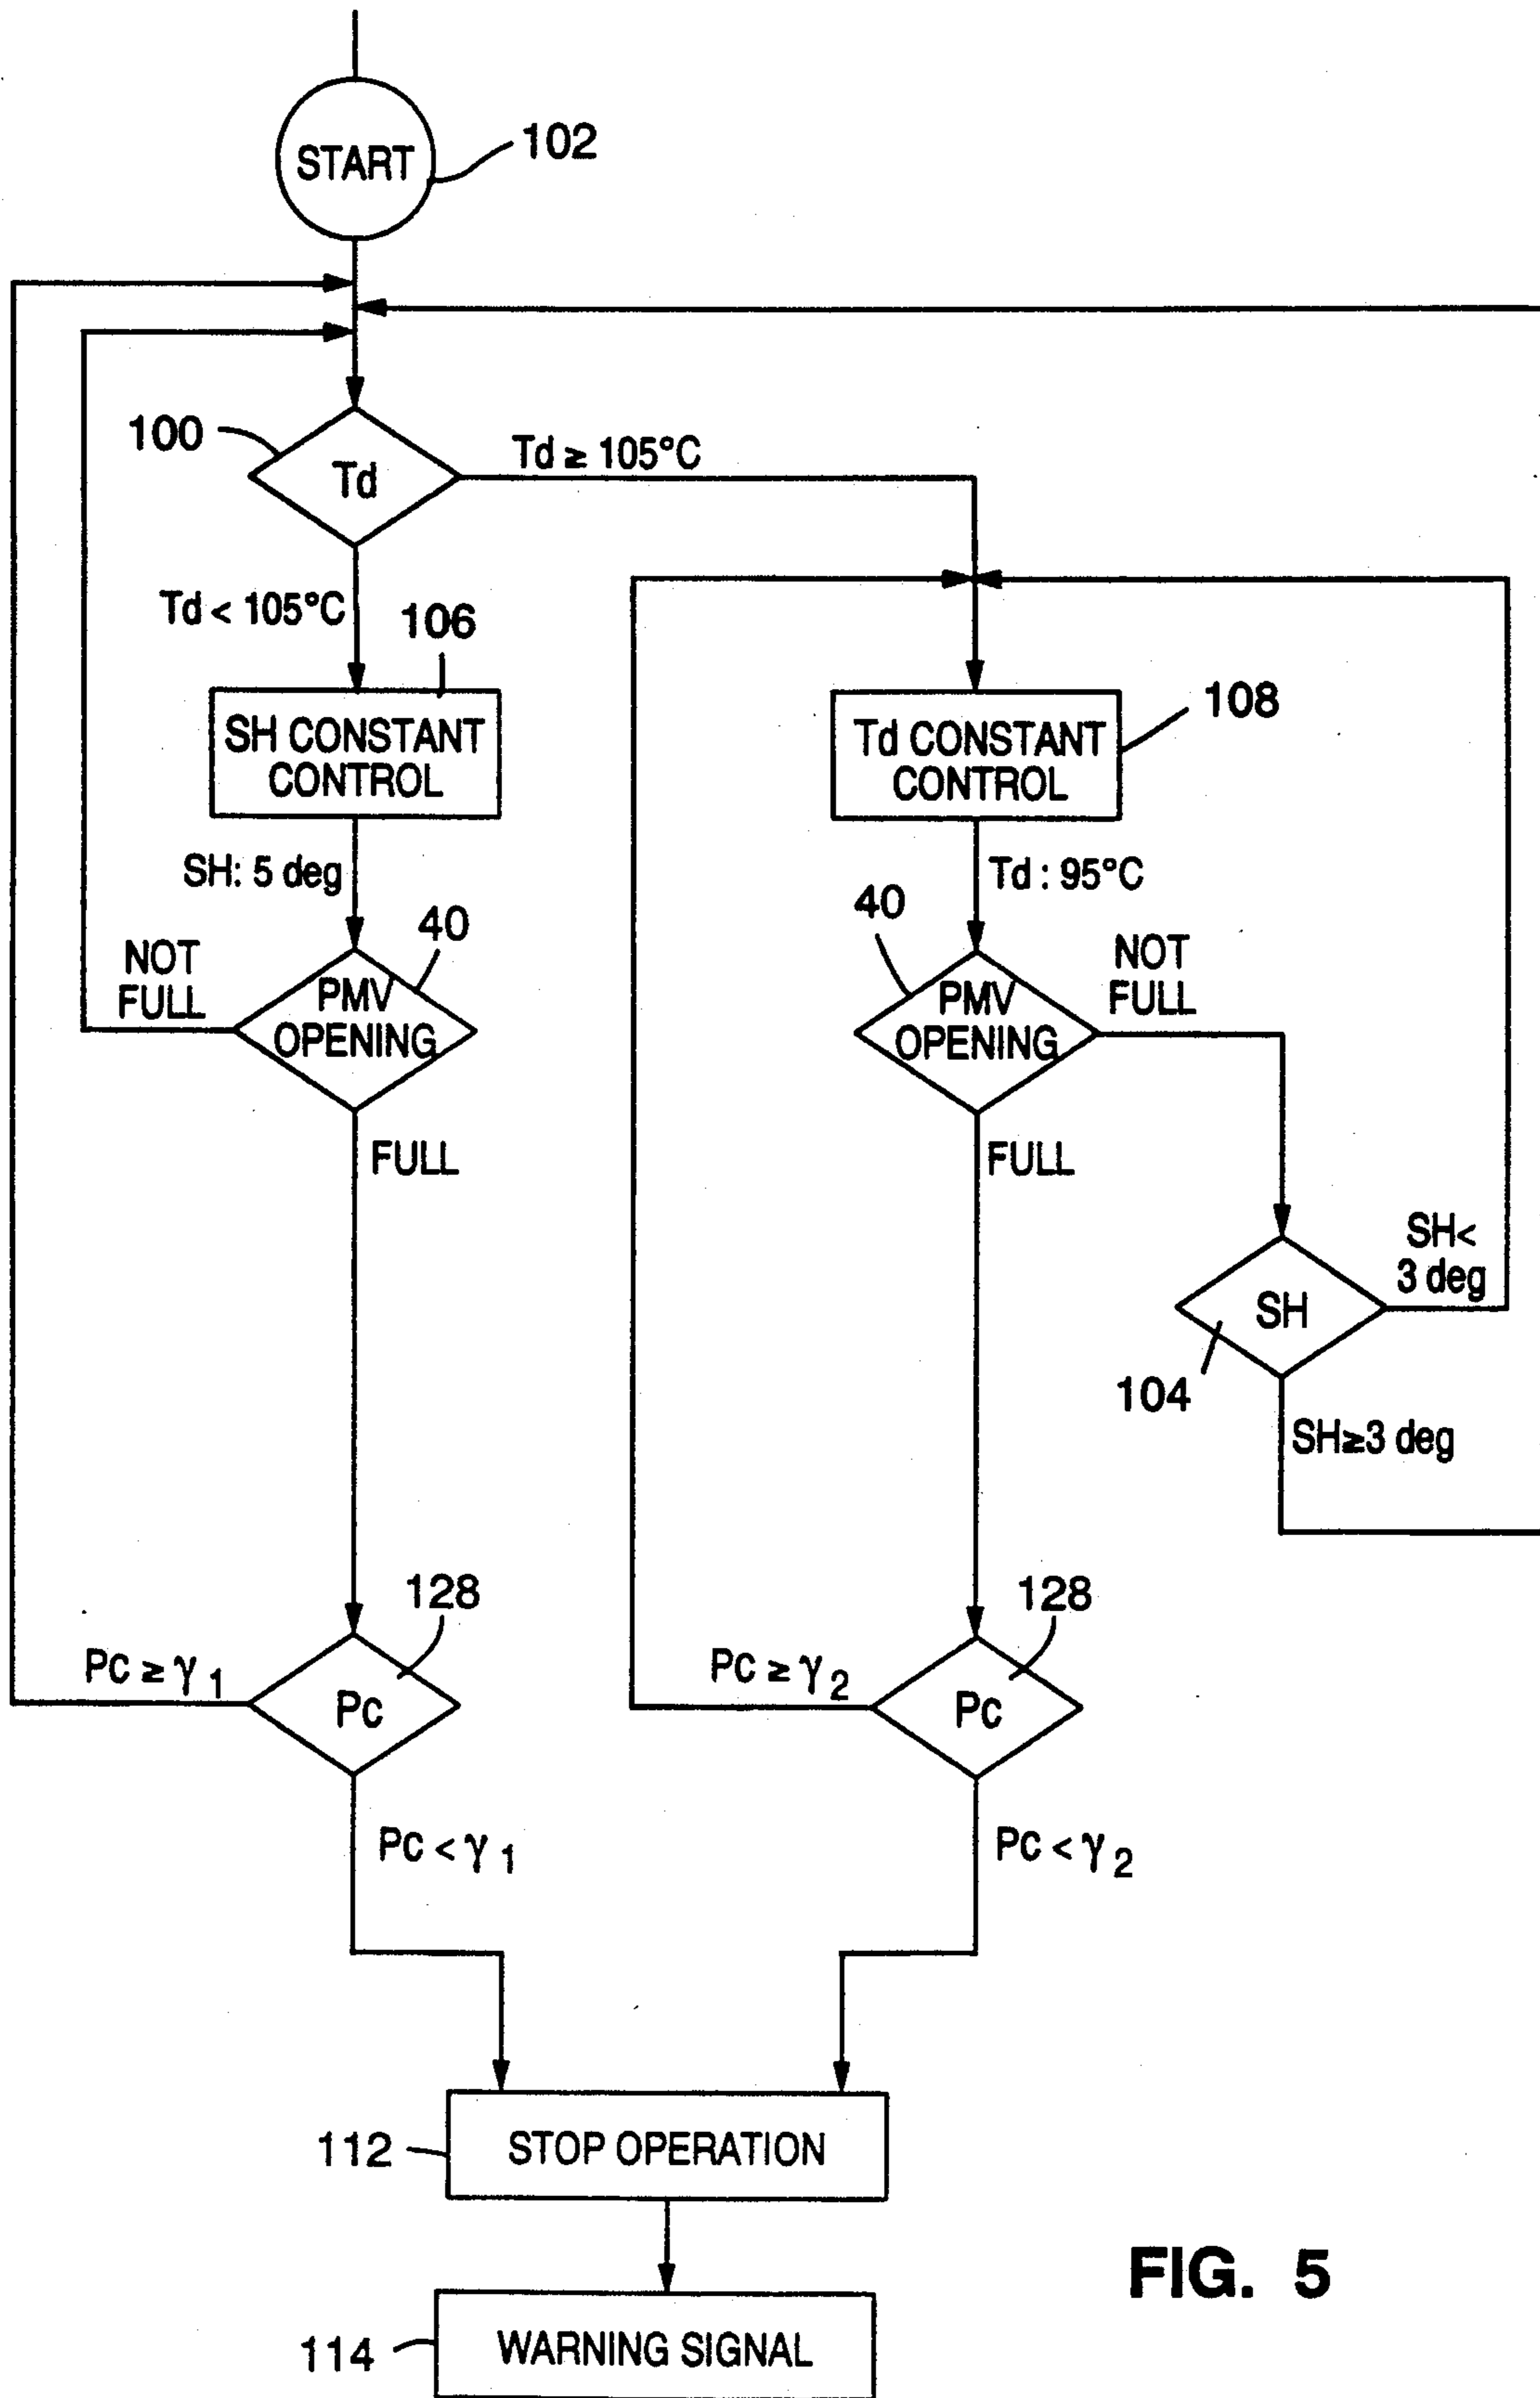 START
102
100
Td
Td ≥ 105°C
Td < 105°C
106
SH CONSTANT
CONTROL
108
Td CONSTANT
CONTROL
SH: 5 deg
Td : 95°C
40
40
NOT
FULL
PMV
OPENING
PMV
OPENING
NOT
FULL
FULL
FULL
SH<
3 deg
SH
104
SH≥3 deg
128
128
Pc ≥ γ 1
Pc
Pc ≥ γ 2
Pc
Pc < γ 1
Pc < γ 2
112
STOP OPERATION
FIG. 5
114
WARNING SIGNAL